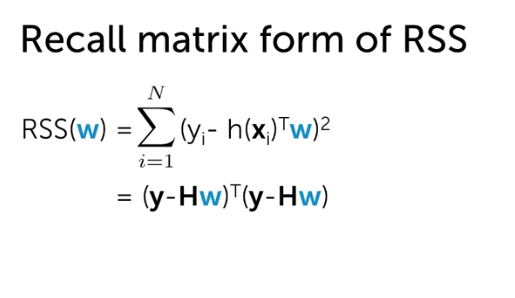 Recall matrix form of RSS
N
RSS(w) = ∑ (yᵢ- h(xᵢ)ᵀw)²
i=1
= (y-Hw)ᵀ(y-Hw)